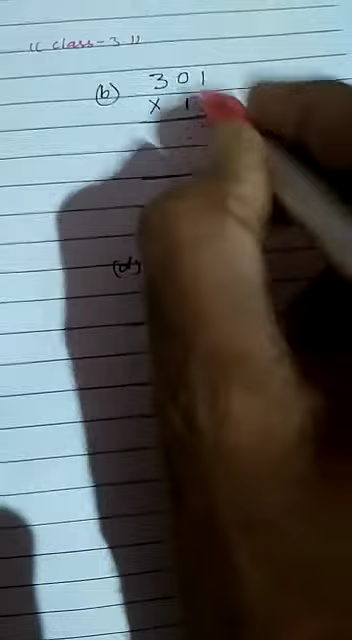 " class - 3 "
(b) 301
x 1
(d)